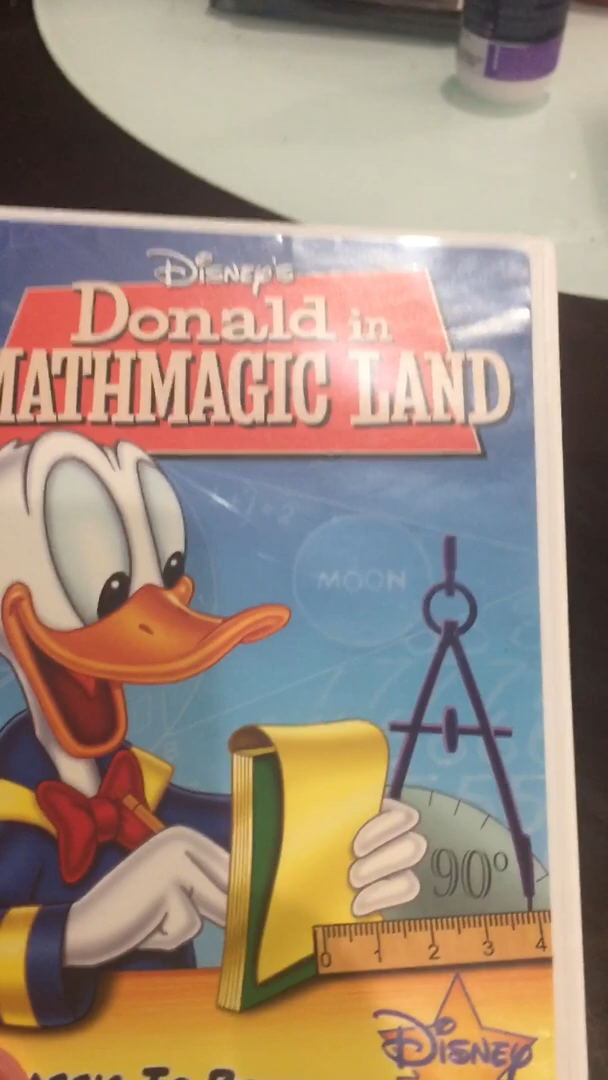 Disney's
Donald in
MATHMAGIC LAND
MOON
90°
0 1 2 3 4
Disney